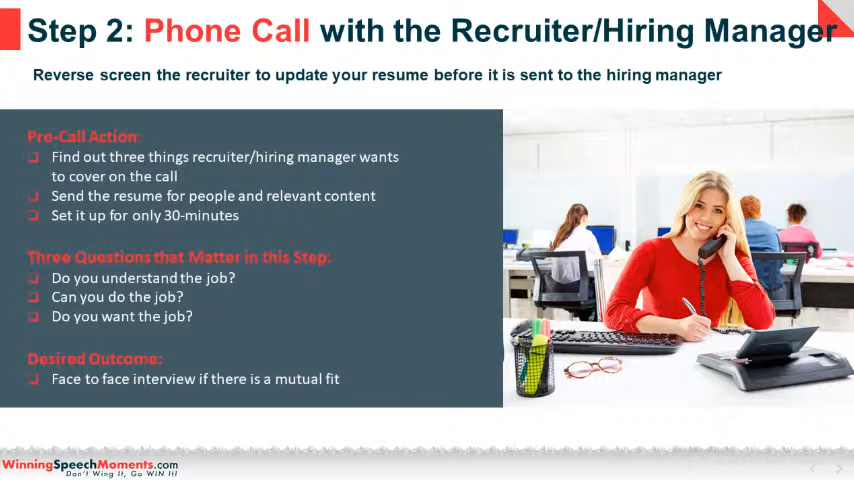 Step 2: Phone Call with the Recruiter/Hiring Manager
Reverse screen the recruiter to update your resume before it is sent to the hiring manager
Pre-Call Action:
Find out three things recruiter/hiring manager wants
to cover on the call
Send the resume for people and relevant content
Set it up for only 30-minutes
Three Questions that Matter in this Step:
Do you understand the job?
Can you do the job?
Do you want the job?
Desired Outcome:
Face to face interview if there is a mutual fit
WinningSpeechMoments.com
Don't Wing It, Go WIN It!